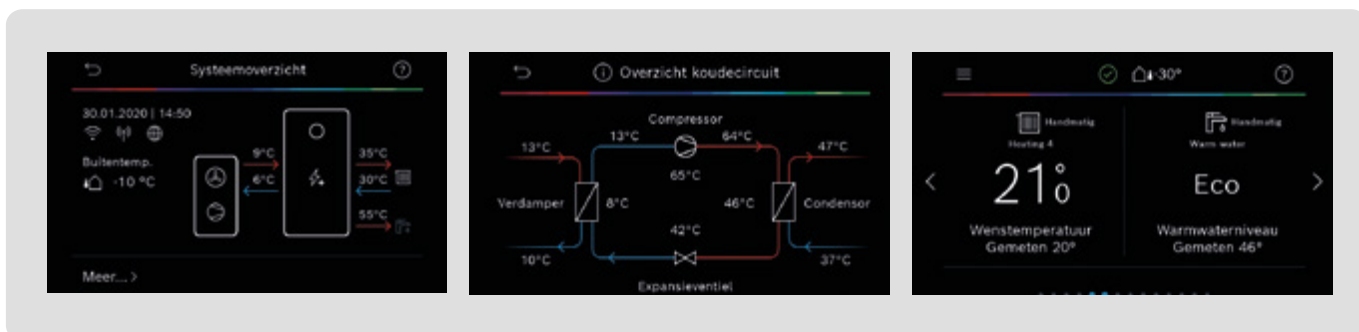 Systeemoverzicht
?
30.01.2020 | 14:50
Buitentemp.
-10 °C
9°C
6°C
35°C
30°C
55°C
Meer... >
Overzicht koudecircuit
Compressor
13°C
13°C
64°C
47°C
65°C
Verdamper
8°C
46°C
Condensor
42°C
10°C
37°C
Expansieventiel
-30°
?
Handmatig
Heating 4
21°0
Wenstemperatuur
Gemeten 20°
Handmatig
Warm water
Eco
Warmwaterniveau
Gemeten 46°